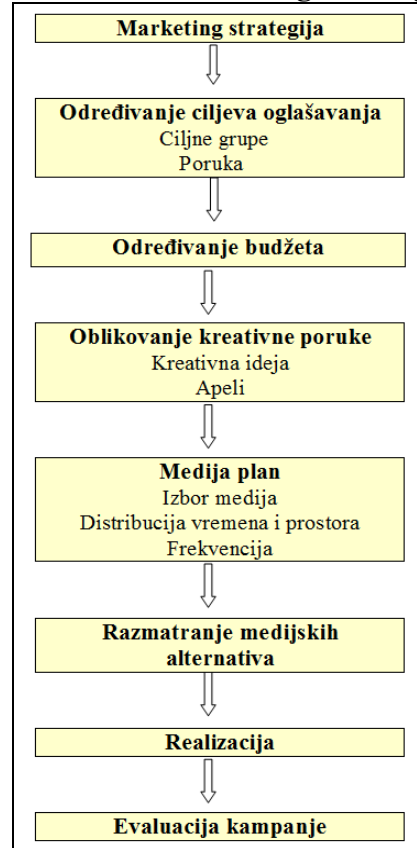 Marketing strategija
Određivanje ciljeva oglašavanja
Ciljne grupe
Poruka
Određivanje budžeta
Oblikovanje kreativne poruke
Kreativna ideja
Apeli
Medija plan
Izbor medija
Distribucija vremena i prostora
Frekvencija
Razmatranje medijskih
alternativa
Realizacija
Evaluacija kampanje